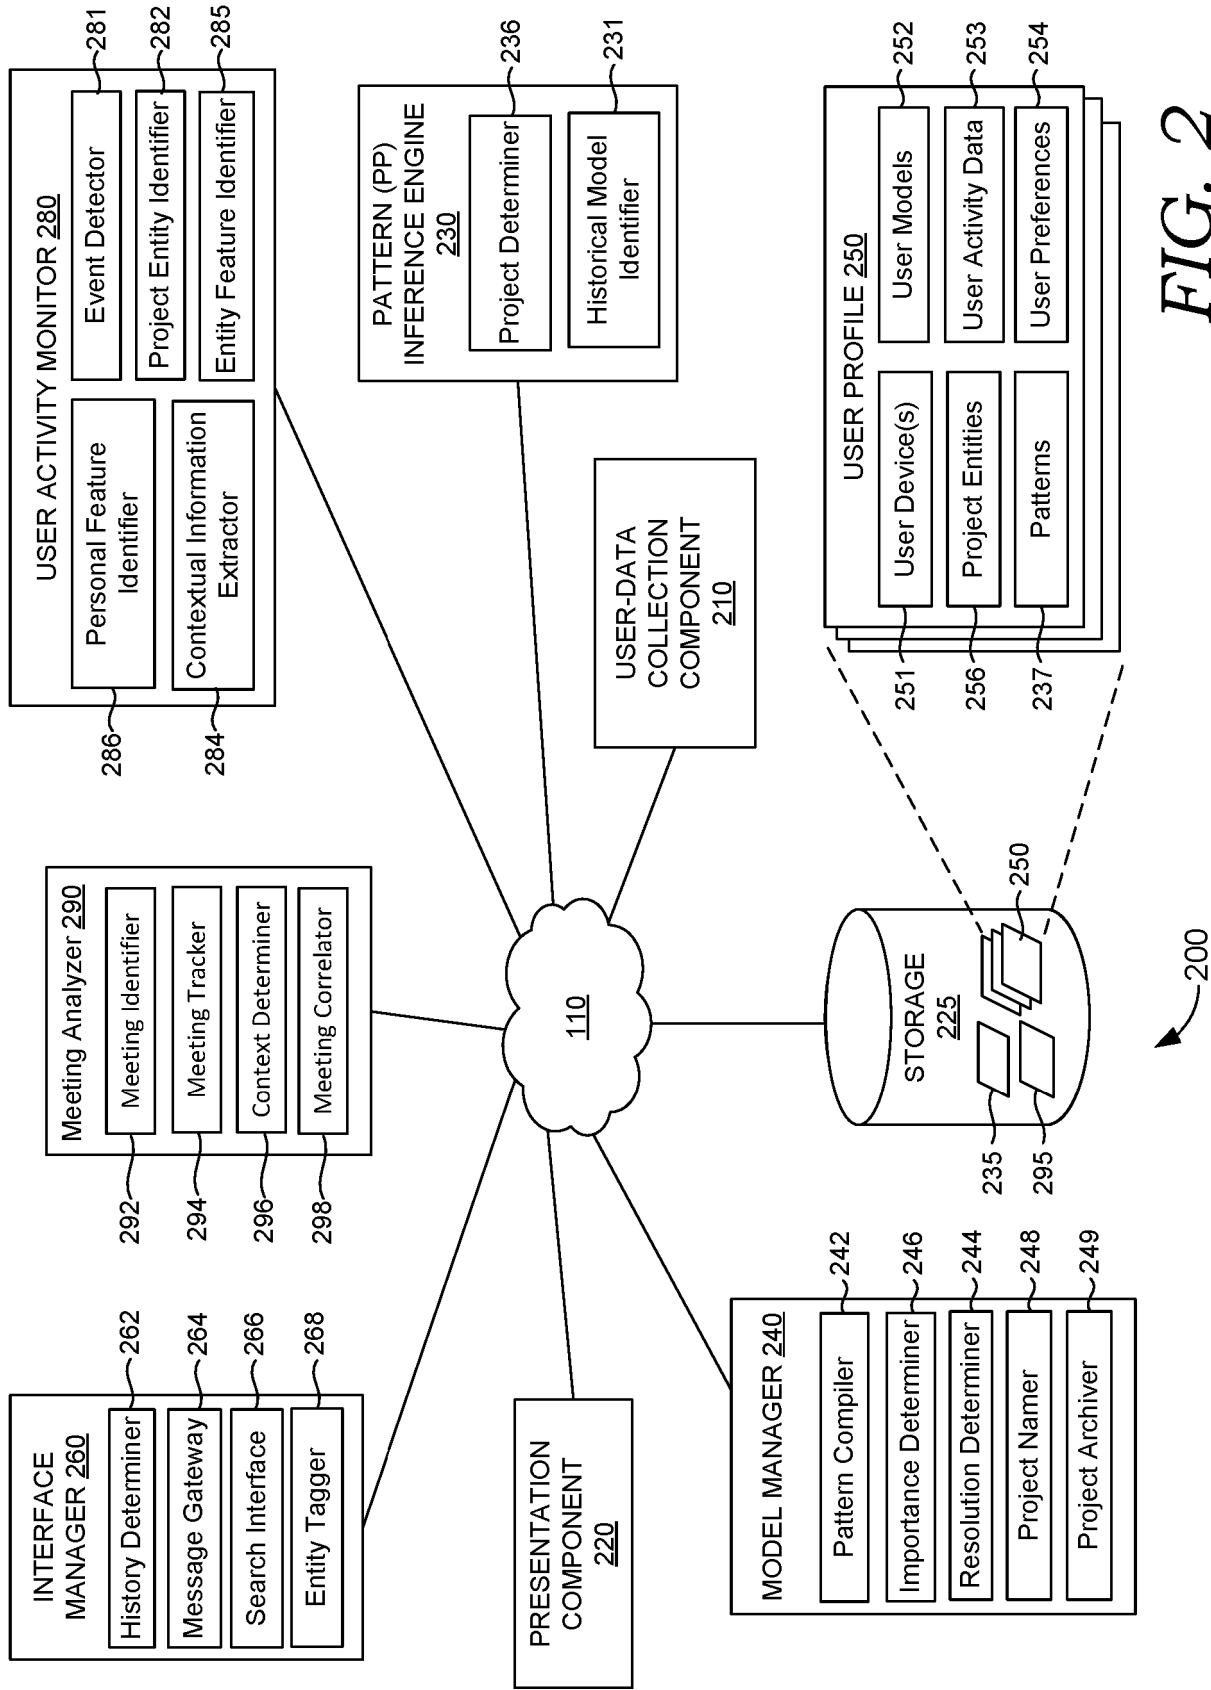 INTERFACE
MANAGER 260
History Determiner
262
Message Gateway
264
Search Interface
266
Entity Tagger
268
Meeting Analyzer 290
Meeting Identifier
292
Meeting Tracker
294
Context Determiner
296
Meeting Correlator
298
USER ACTIVITY MONITOR 280
Personal Feature
Identifier
286
Contextual Information
Extractor
284
Event Detector
281
Project Entity Identifier
282
Entity Feature Identifier
285
PATTERN (PP)
INFERENCE ENGINE
230
Project Determiner
236
Historical Model
Identifier
231
PRESENTATION
COMPONENT
220
110
USER-DATA
COLLECTION
COMPONENT
210
MODEL MANAGER 240
Pattern Compiler
242
Importance Determiner
246
Resolution Determiner
244
Project Namer
248
Project Archiver
249
STORAGE
225
235
295
250
USER PROFILE 250
251
User Device(s)
User Models
252
256
Project Entities
User Activity Data
253
237
Patterns
User Preferences
254
200
FIG. 2